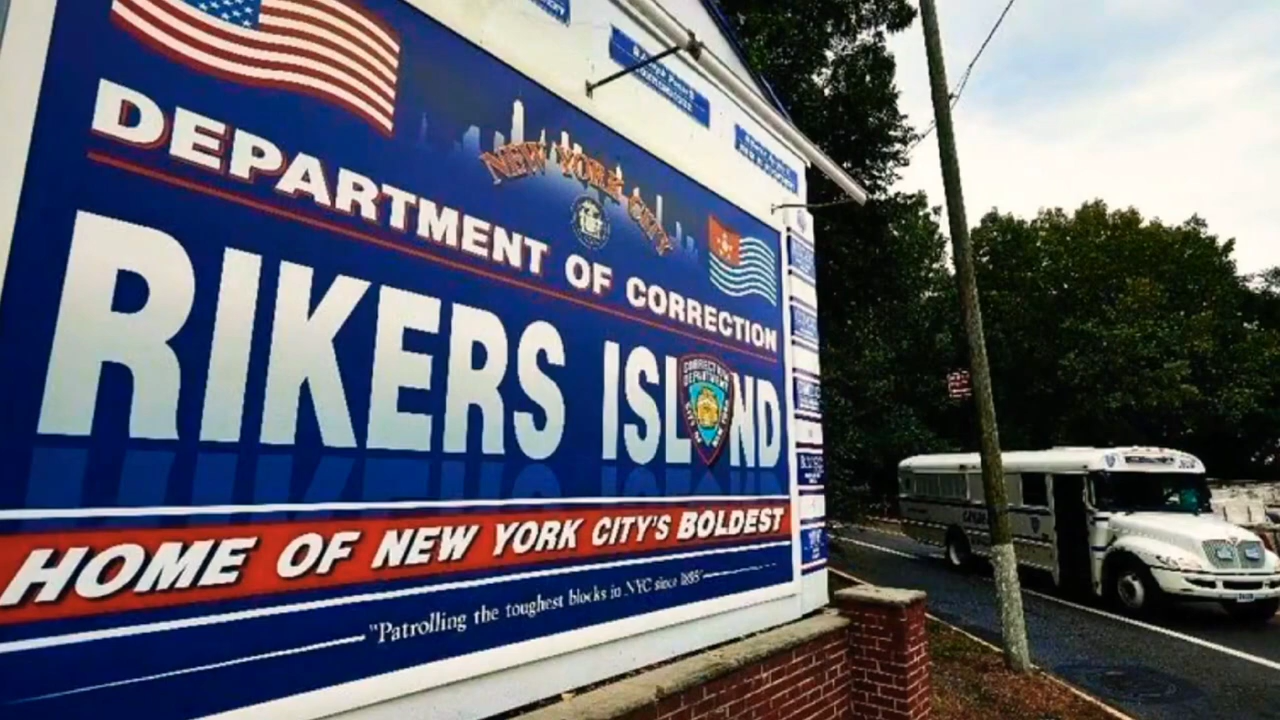 NEW YORK CITY
DEPARTMENT OF CORRECTION
RIKERS ISLAND
HOME OF NEW YORK CITY'S BOLDEST
"Patrolling the toughest blocks in NYC since 1895"